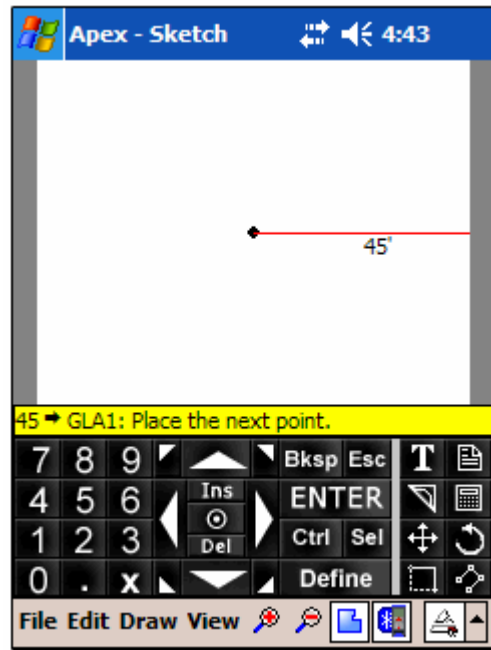 Apex - Sketch 4:43
45'
45 → GLA1: Place the next point.
7 8 9 Bksp Esc T
4 5 6 Ins ENTER
1 2 3 Del Ctrl Sel
0 . x Define
File Edit Draw View